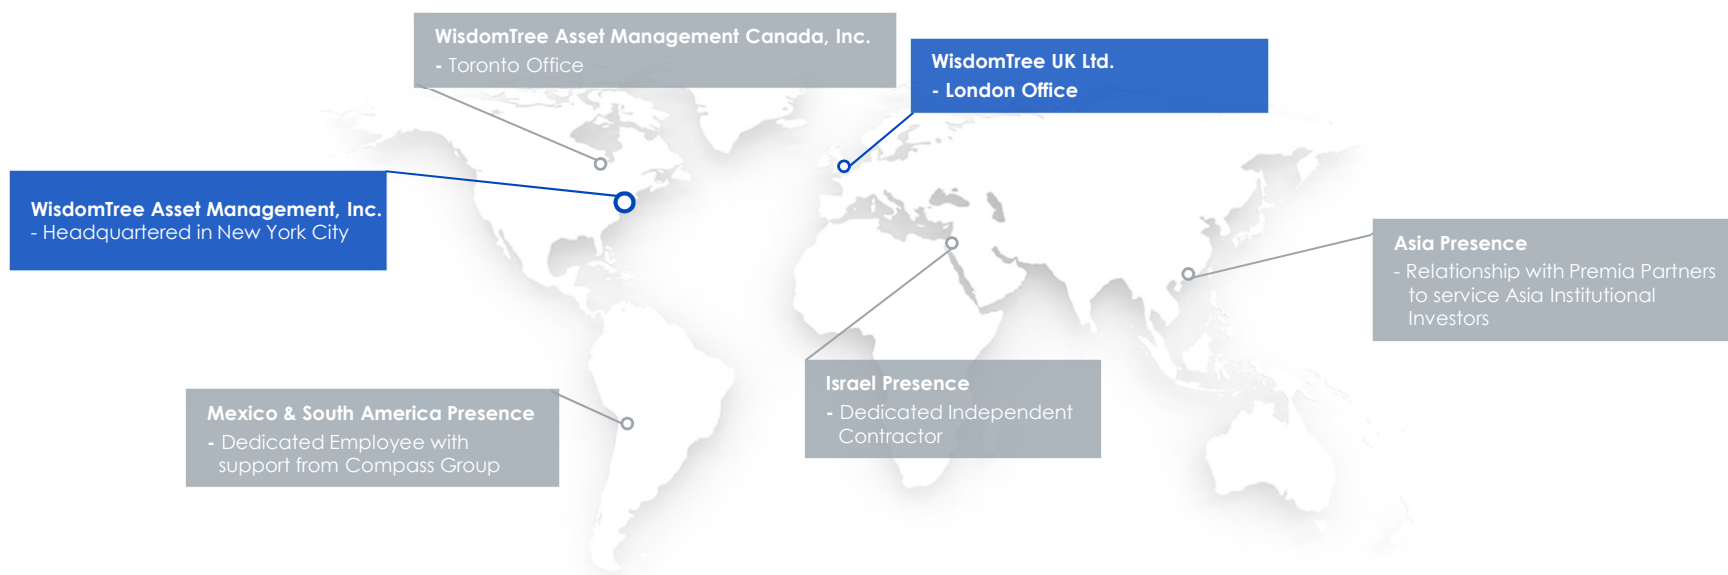 WisdomTree Asset Management Canada, Inc.
- Toronto Office
WisdomTree UK Ltd.
- London Office
WisdomTree Asset Management, Inc.
- Headquartered in New York City
Asia Presence
- Relationship with Premia Partners
to service Asia Institutional
Investors
Israel Presence
- Dedicated Independent
Contractor
Mexico & South America Presence
- Dedicated Employee with
support from Compass Group